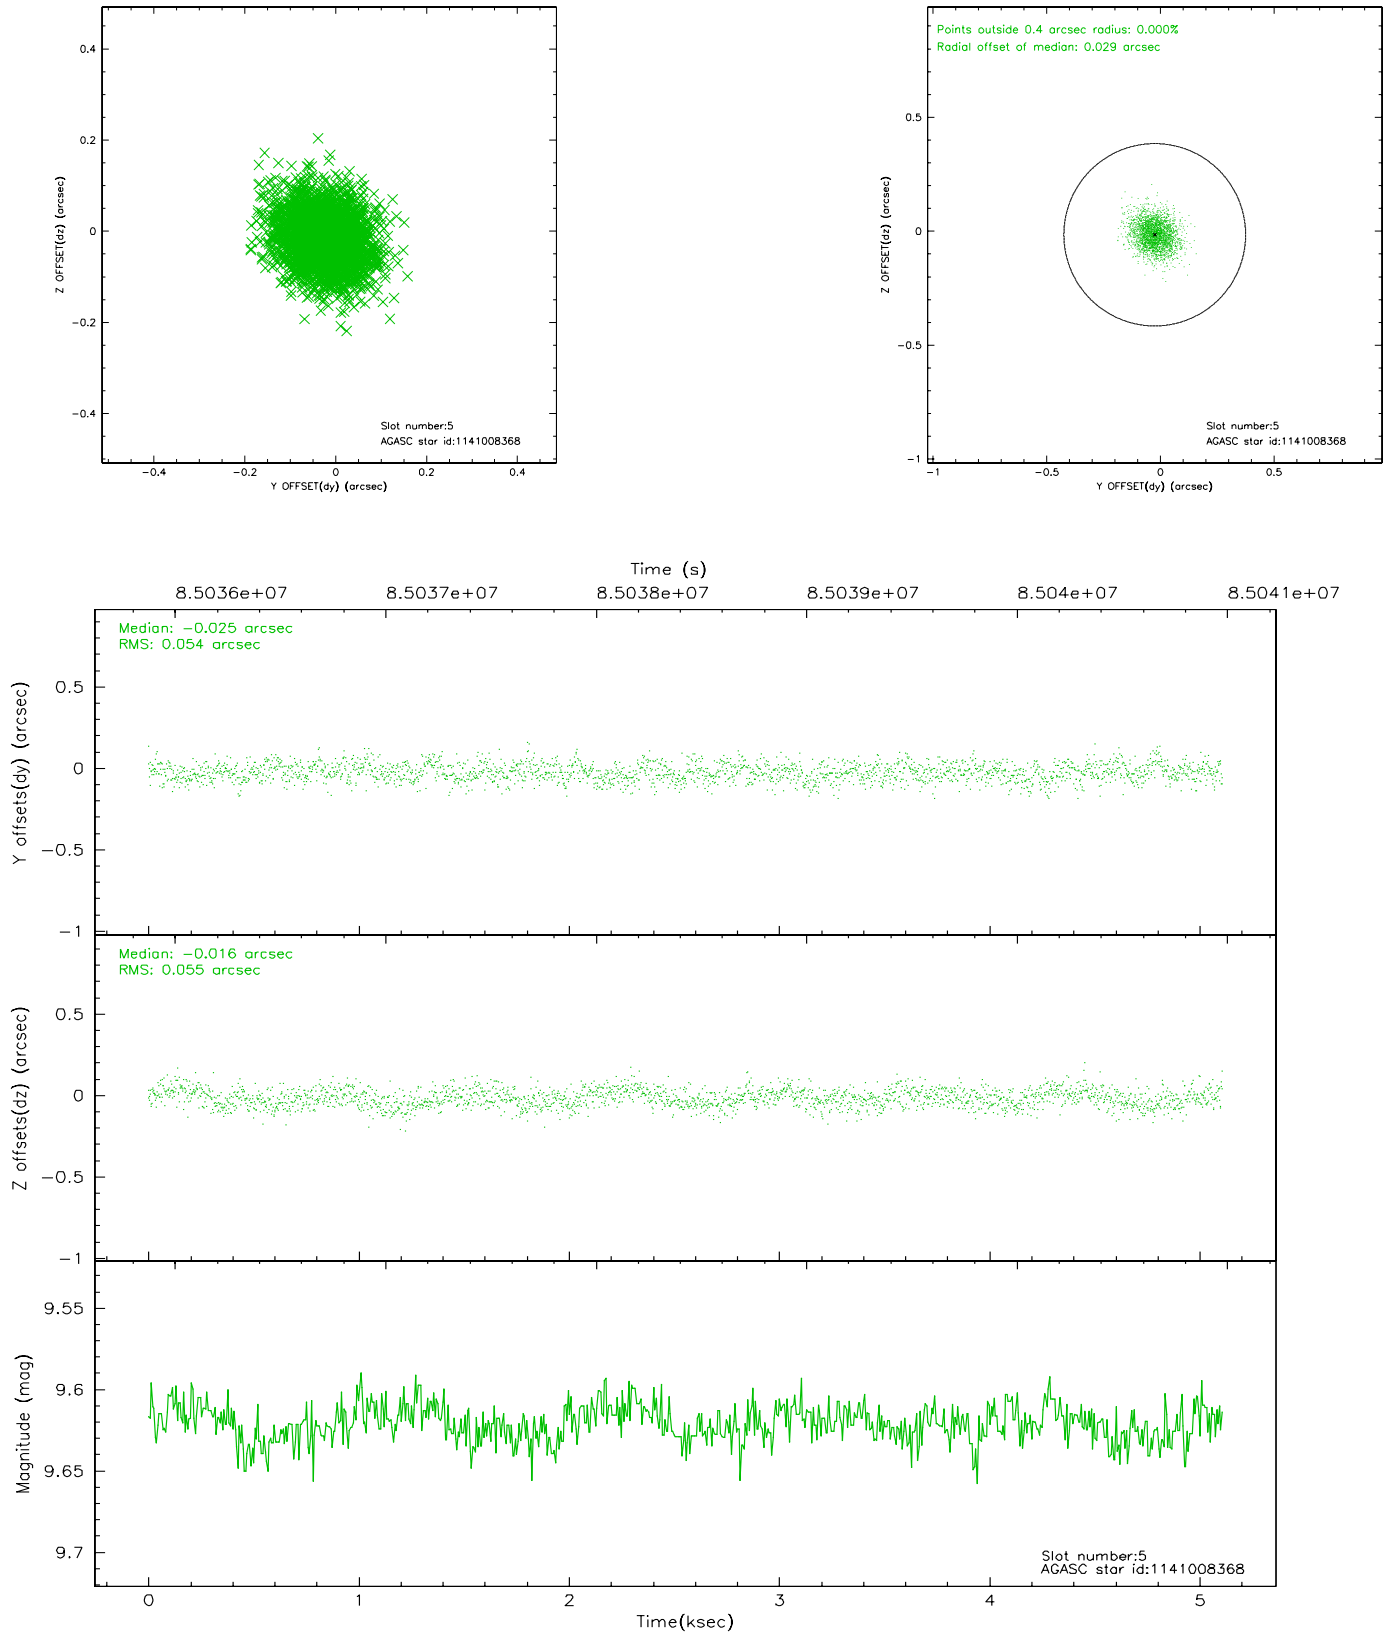 0.4
0.2
0
−0.2
−0.4
Z OFFSET(dz) (arcsec)
Slot number:5
AGASC star id:1141008368
−0.4
−0.2
0
0.2
0.4
Y OFFSET(dy) (arcsec)
Points outside 0.4 arcsec radius: 0.000%
Radial offset of median: 0.029 arcsec
0.5
0
−0.5
−1
Z OFFSET(dz) (arcsec)
Slot number:5
AGASC star id:1141008368
−1
−0.5
0
0.5
Y OFFSET(dy) (arcsec)
Time (s)
8.5036e+07
8.5037e+07
8.5038e+07
8.5039e+07
8.504e+07
8.5041e+07
Median: −0.025 arcsec
RMS: 0.054 arcsec
0.5
0
−0.5
−1
Y offsets(dy) (arcsec)
Median: −0.016 arcsec
RMS: 0.055 arcsec
0.5
0
−0.5
−1
Z offsets(dz) (arcsec)
9.55
9.6
9.65
9.7
Magnitude (mag)
Slot number:5
AGASC star id:1141008368
0
1
2
3
4
5
Time(ksec)